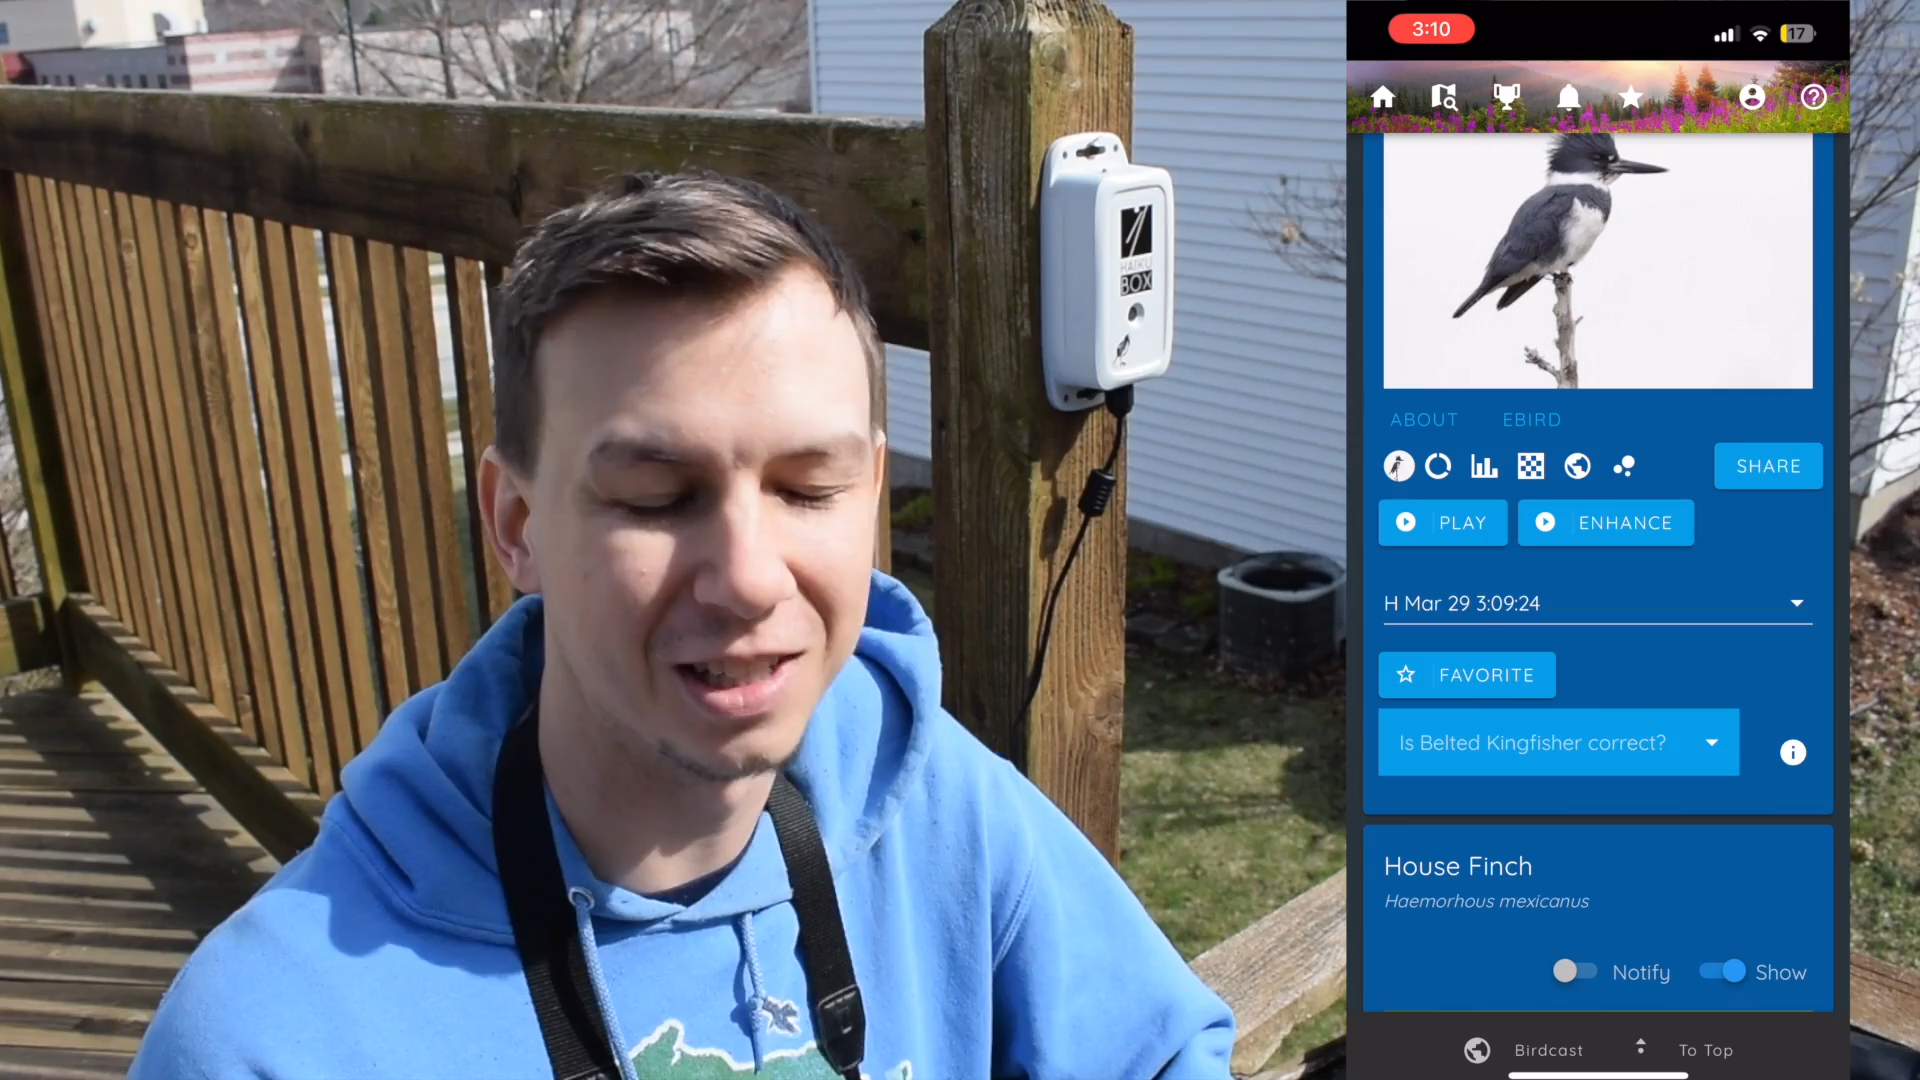 3:10
17
HAIKU
BOX
ABOUT
EBIRD
SHARE
PLAY
ENHANCE
H Mar 29 3:09:24
FAVORITE
Is Belted Kingfisher correct?
House Finch
Haemorhous mexicanus
Notify
Show
Birdcast
To Top